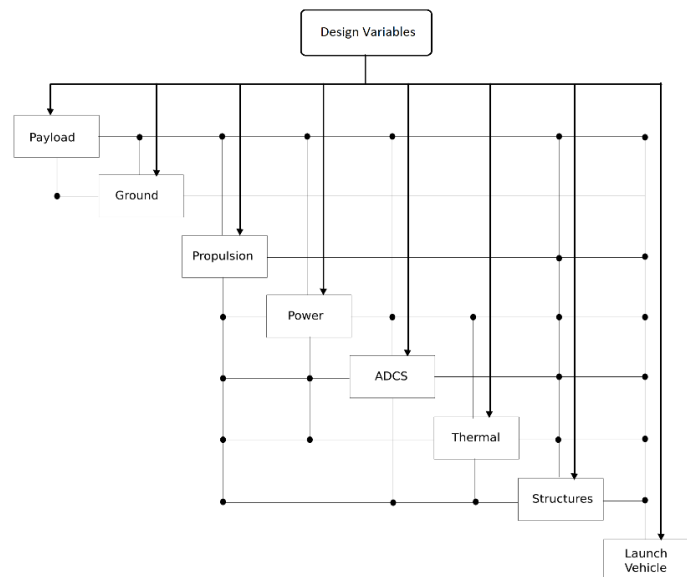 Design Variables
Payload
Ground
Propulsion
Power
ADCS
Thermal
Structures
Launch
Vehicle